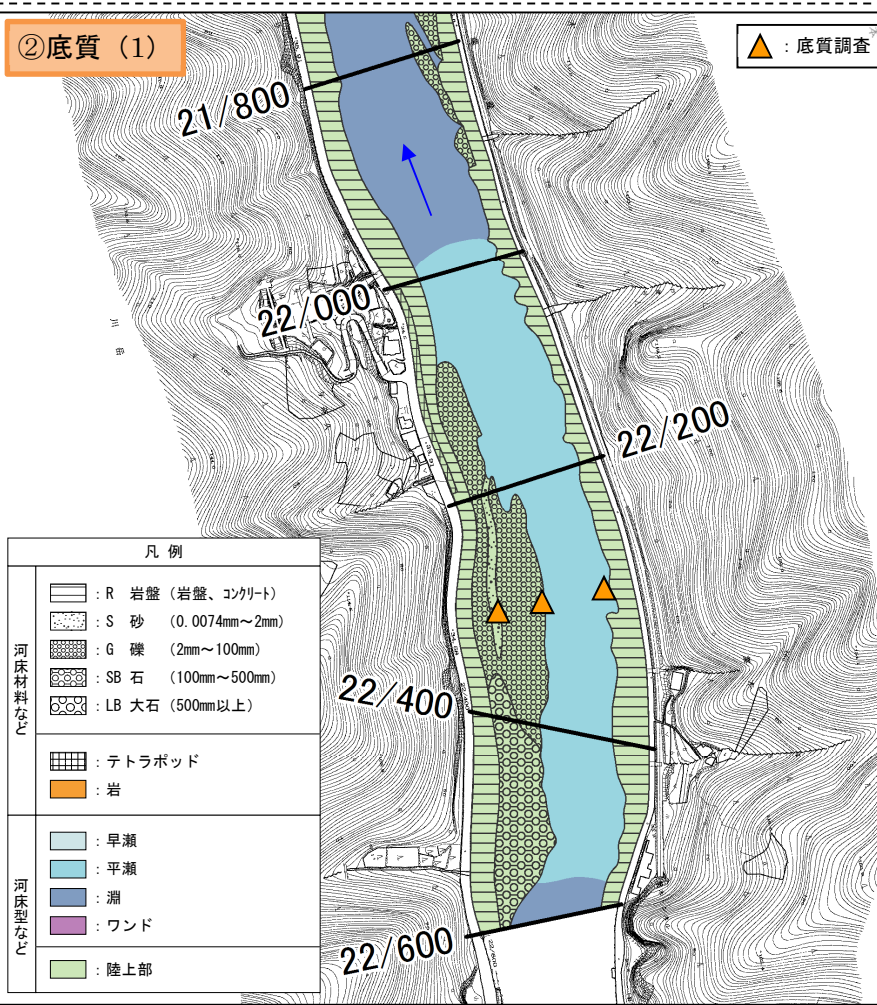 ②底質（1）
：底質調査
21/800
22/000
22/200
22/400
22/600
凡 例
河床材料など
：R 岩盤（岩盤、コンクリート）
：S 砂 （0.0074mm～2mm）
：G 礫 （2mm～100mm）
：SB 石 （100mm～500mm）
：LB 大石（500mm以上）
：テトラポッド
：岩
河床型など
：早瀬
：平瀬
：淵
：ワンド
：陸上部